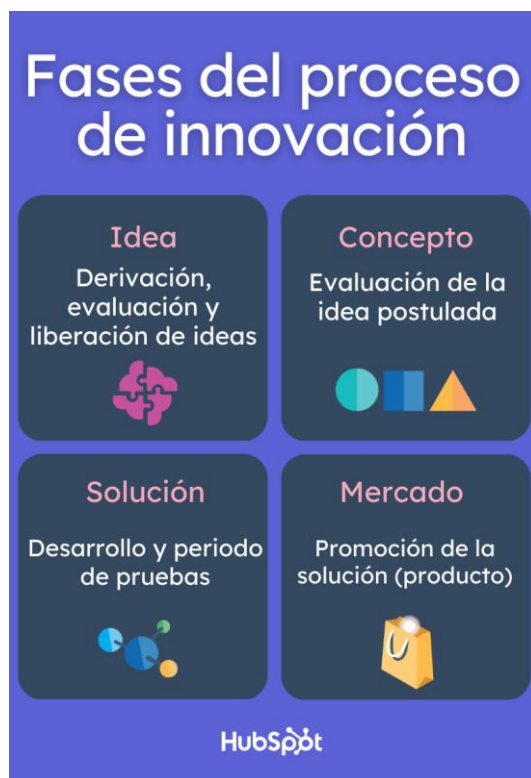 Fases del proceso
de innovación
Idea
Derivación,
evaluación y
liberación de ideas
Concepto
Evaluación de la
idea postulada
Solución
Desarrollo y periodo
de pruebas
Mercado
Promoción de la
solución (producto)
HubSpot